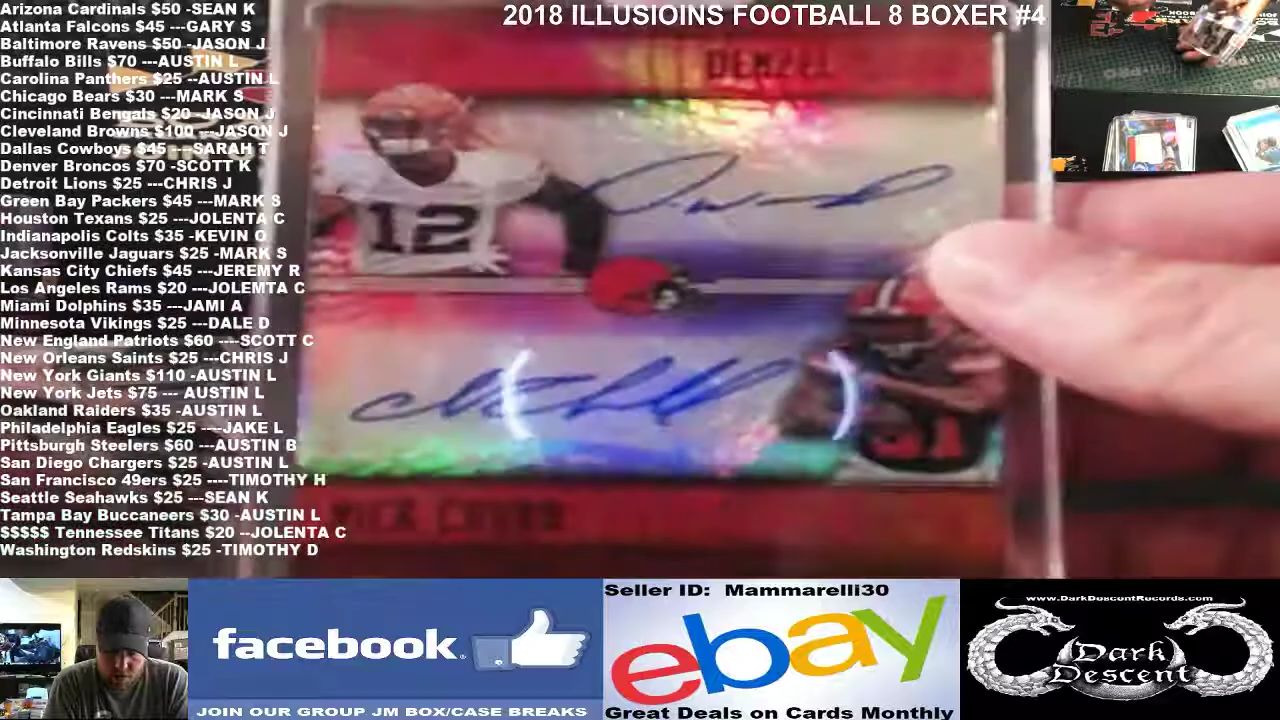 Arizona Cardinals $50 -SEAN K
Atlanta Falcons $45 ---GARY S
Baltimore Ravens $50 -JASON J
Buffalo Bills $70 ---AUSTIN L
Carolina Panthers $25 --AUSTIN L
Chicago Bears $30 ---MARK S
Cincinnati Bengals $20 -JASON J
Cleveland Browns $100 ---JASON J
Dallas Cowboys $45 ----SARAH T
Denver Broncos $70 -SCOTT K
Detroit Lions $25 ---CHRIS J
Green Bay Packers $45 ---MARK S
Houston Texans $25 ---JOLENTA C
Indianapolis Colts $35 -KEVIN O
Jacksonville Jaguars $25 -MARK S
Kansas City Chiefs $45 ---JEREMY R
Los Angeles Rams $20 ---JOLEMTA C
Miami Dolphins $35 ---JAMI A
Minnesota Vikings $25 ---DALE D
New England Patriots $60 ----SCOTT C
New Orleans Saints $25 ---CHRIS J
New York Giants $110 -AUSTIN L
New York Jets $75 --- AUSTIN L
Oakland Raiders $35 -AUSTIN L
Philadelphia Eagles $25 ----JAKE L
Pittsburgh Steelers $60 ---AUSTIN B
San Diego Chargers $25 -AUSTIN L
San Francisco 49ers $25 ----TIMOTHY H
Seattle Seahawks $25 ---SEAN K
Tampa Bay Buccaneers $30 -AUSTIN L
$$$$$ Tennessee Titans $20 --JOLENTA C
Washington Redskins $25 -TIMOTHY D
2018 ILLUSIOINS FOOTBALL 8 BOXER #4
DENZEL
12
NICK CHUBB
facebook
JOIN OUR GROUP JM BOX/CASE BREAKS
Seller ID: Mammarelli30
ebay
Great Deals on Cards Monthly
www.DarkDescentRecords.com
Dark
Descent